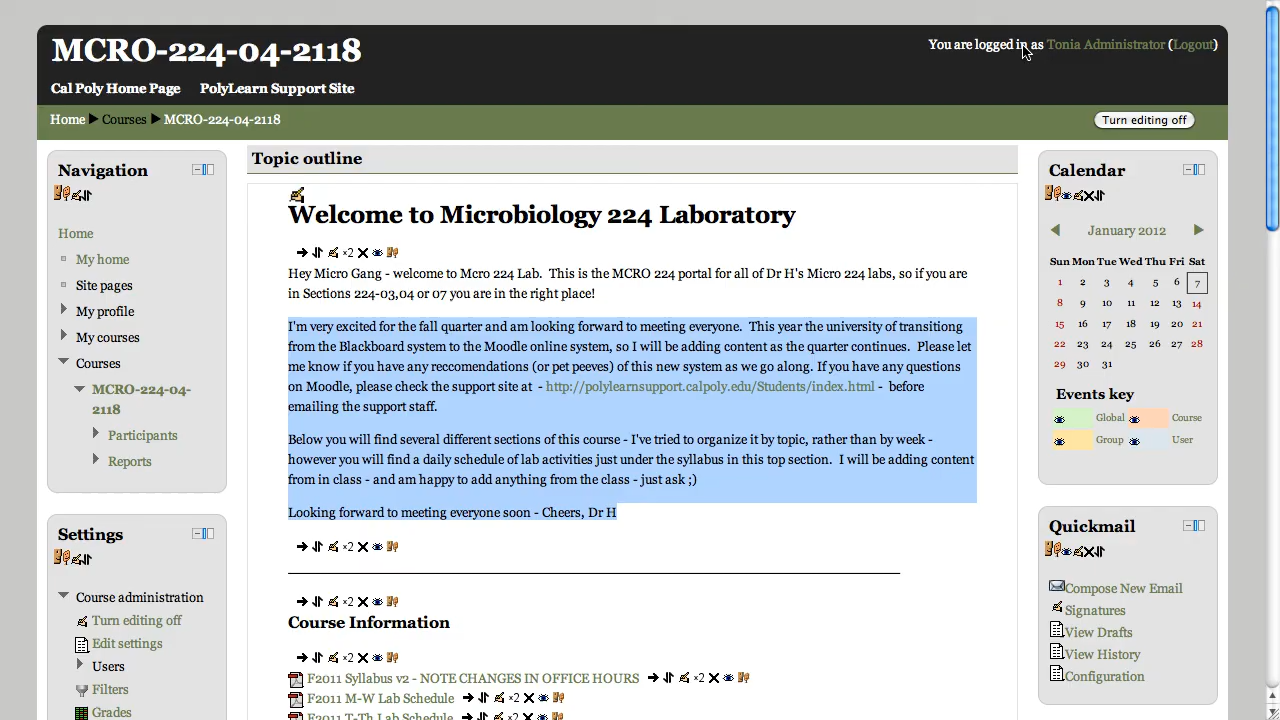 MCRO-224-04-2118
You are logged in as Tonia Administrator (Logout)
Cal Poly Home Page PolyLearn Support Site
Home ▶ Courses ▶ MCRO-224-04-2118
Turn editing off
Navigation
Home
My home
Site pages
My profile
My courses
Courses
MCRO-224-04-
2118
Participants
Reports
Settings
Course administration
Turn editing off
Edit settings
Users
Filters
Grades
Topic outline
Welcome to Microbiology 224 Laboratory
×2
Hey Micro Gang - welcome to Mcro 224 Lab. This is the MCRO 224 portal for all of Dr H's Micro 224 labs, so if you are
in Sections 224-03,04 or 07 you are in the right place!
I'm very excited for the fall quarter and am looking forward to meeting everyone. This year the university of transitiong
from the Blackboard system to the Moodle online system, so I will be adding content as the quarter continues. Please let
me know if you have any reccomendations (or pet peeves) of this new system as we go along. If you have any questions
on Moodle, please check the support site at - http://polylearnsupport.calpoly.edu/Students/index.html - before
emailing the support staff.
Below you will find several different sections of this course - I've tried to organize it by topic, rather than by week -
however you will find a daily schedule of lab activities just under the syllabus in this top section. I will be adding content
from in class - and am happy to add anything from the class - just ask ;)
Looking forward to meeting everyone soon - Cheers, Dr H
×2
×2
Course Information
×2
F2011 Syllabus v2 - NOTE CHANGES IN OFFICE HOURS ×2
F2011 M-W Lab Schedule ×2
F2011 T-Th Lab Schedule ×2
Calendar
January 2012
Sun Mon Tue Wed Thu Fri Sat
1 2 3 4 5 6 7
8 9 10 11 12 13 14
15 16 17 18 19 20 21
22 23 24 25 26 27 28
29 30 31
Events key
Global Course
Group User
Quickmail
Compose New Email
Signatures
View Drafts
View History
Configuration